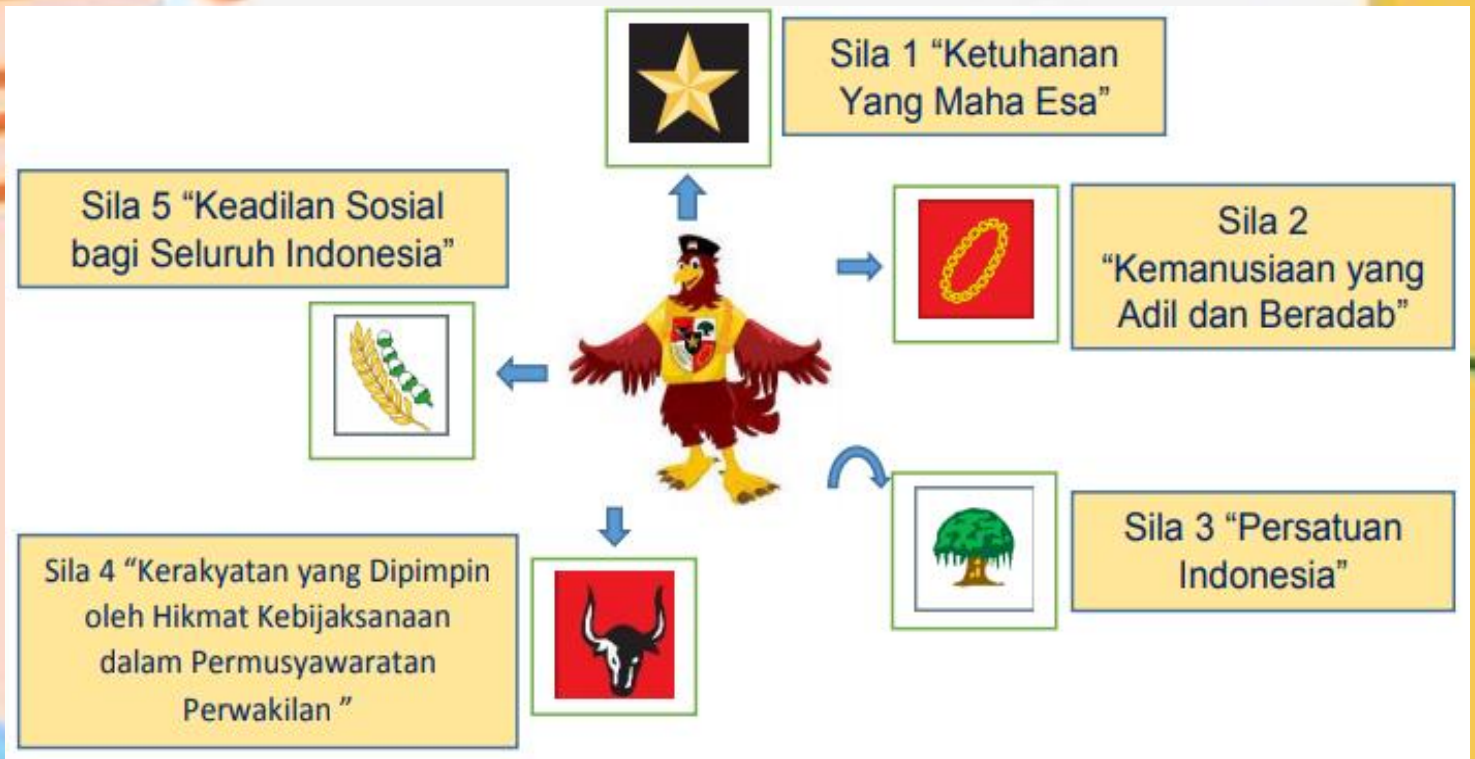 Sila 1 “Ketuhanan
Yang Maha Esa”
Sila 2
“Kemanusiaan yang
Adil dan Beradab”
Sila 3 “Persatuan
Indonesia”
Sila 4 “Kerakyatan yang Dipimpin
oleh Hikmat Kebijaksanaan
dalam Permusyawaratan
Perwakilan ”
Sila 5 “Keadilan Sosial
bagi Seluruh Indonesia”